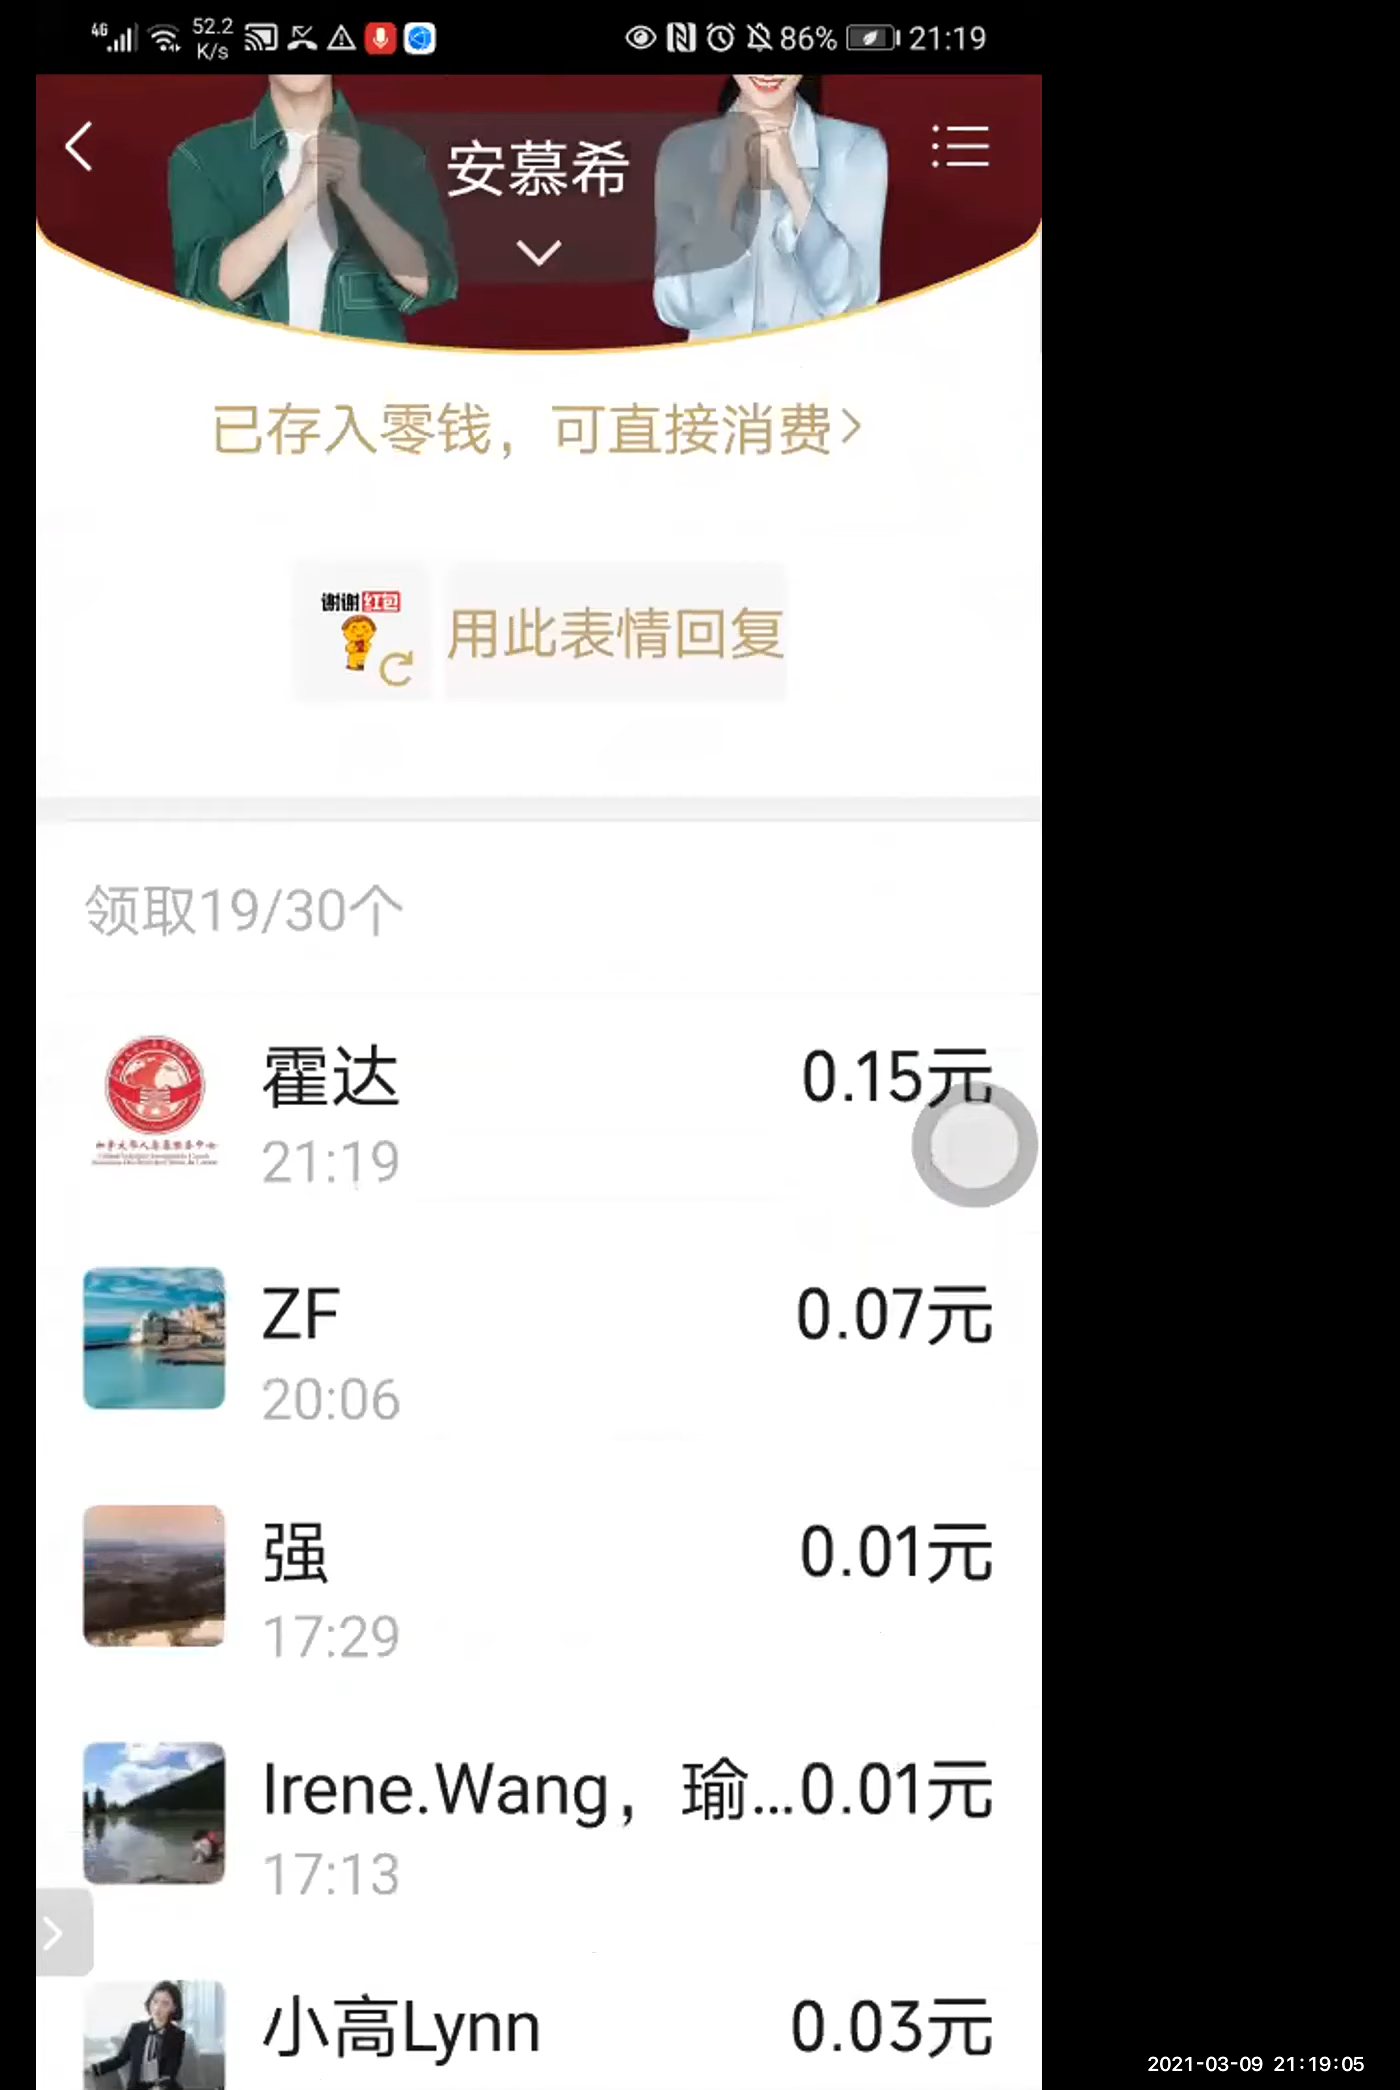 4G 52.2 K/s 86% 21:19
安慕希
已存入零钱，可直接消费>
谢谢红包
用此表情回复
领取19/30个
霍达 0.15元
21:19
ZF 0.07元
20:06
强 0.01元
17:29
Irene.Wang，瑜...0.01元
17:13
小高Lynn 0.03元
2021-03-09 21:19:05